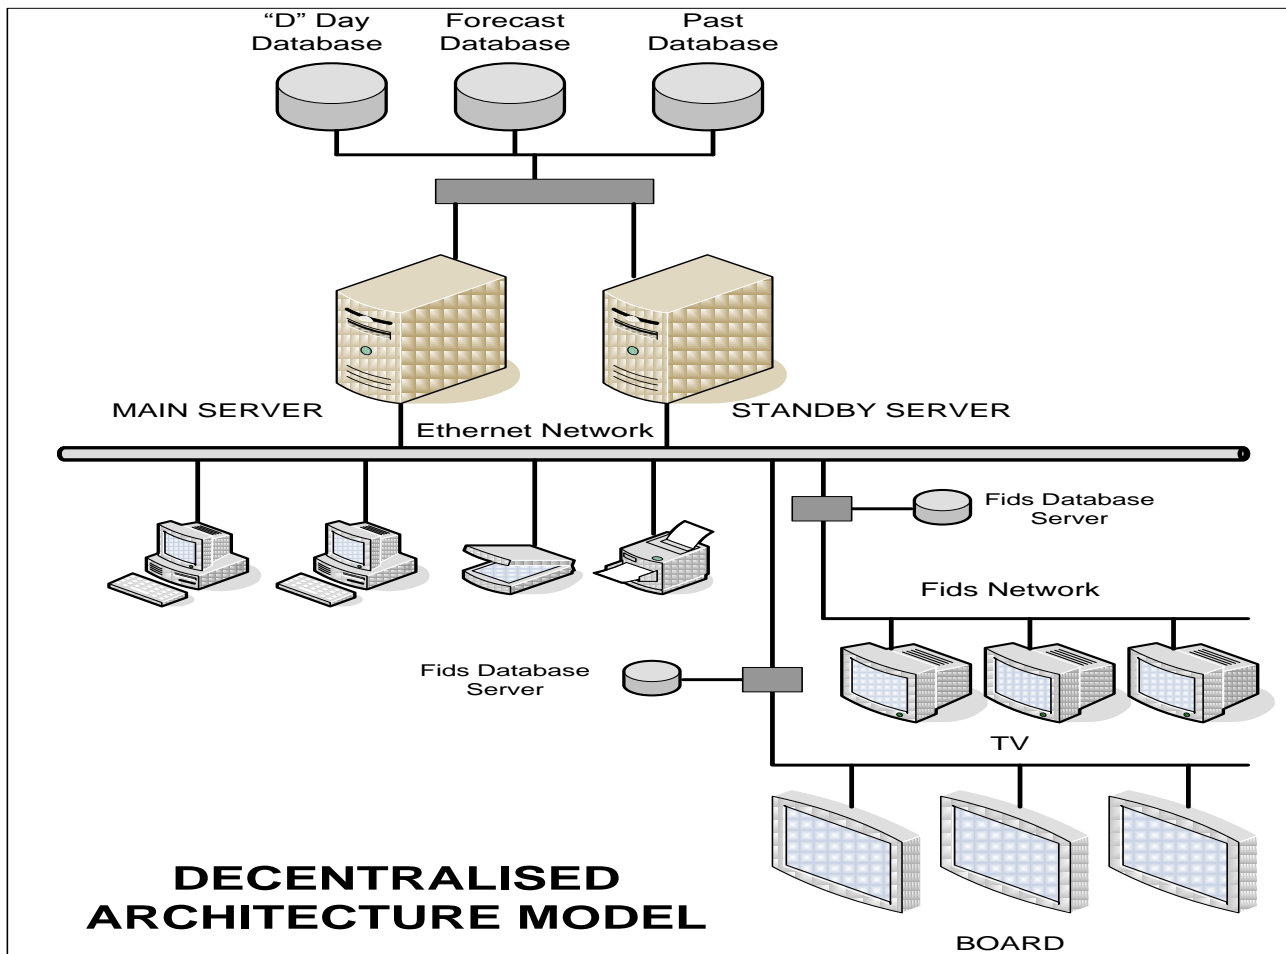 “D” Day
Database
Forecast
Database
Past
Database
MAIN SERVER
STANDBY SERVER
Ethernet Network
Fids Database
Server
Fids Network
Fids Database
Server
TV
DECENTRALISED
ARCHITECTURE MODEL
BOARD